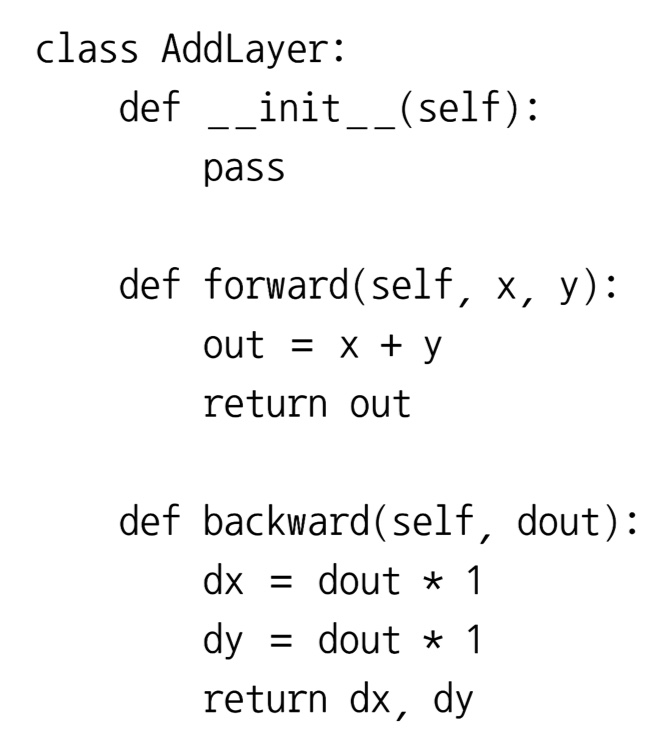 class AddLayer:
    def __init__(self):
        pass

    def forward(self, x, y):
        out = x + y
        return out

    def backward(self, dout):
        dx = dout * 1
        dy = dout * 1
        return dx, dy